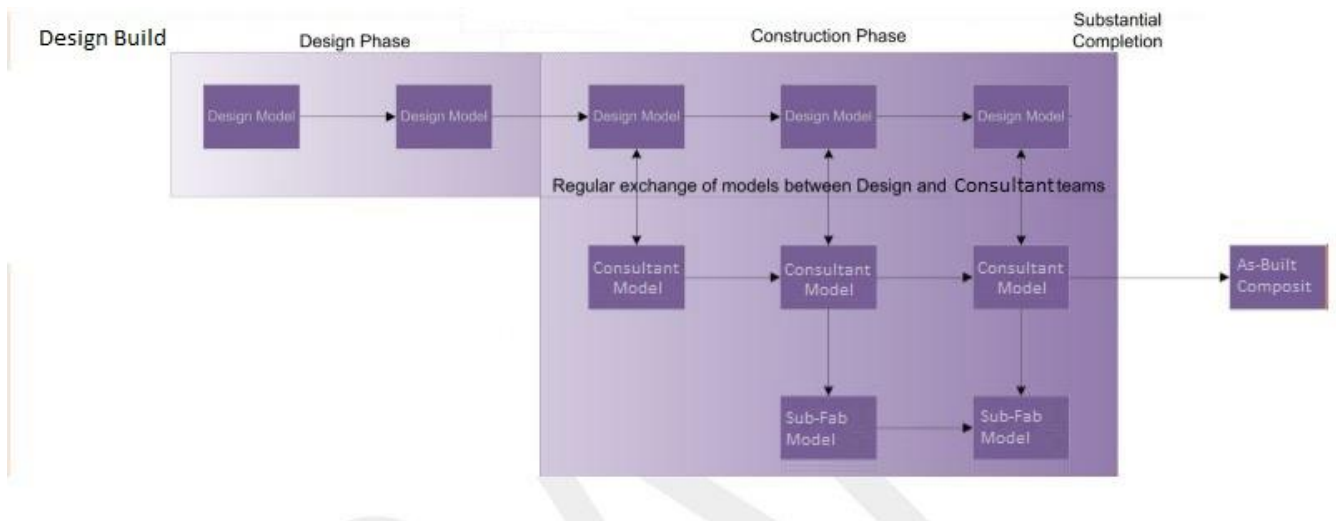 Design Build
Design Phase
Construction Phase
Substantial
Completion
Design Model
Design Model
Design Model
Design Model
Design Model
Regular exchange of models between Design and Consultant teams
Consultant
Model
Consultant
Model
Consultant
Model
As-Built
Composit
Sub-Fab
Model
Sub-Fab
Model